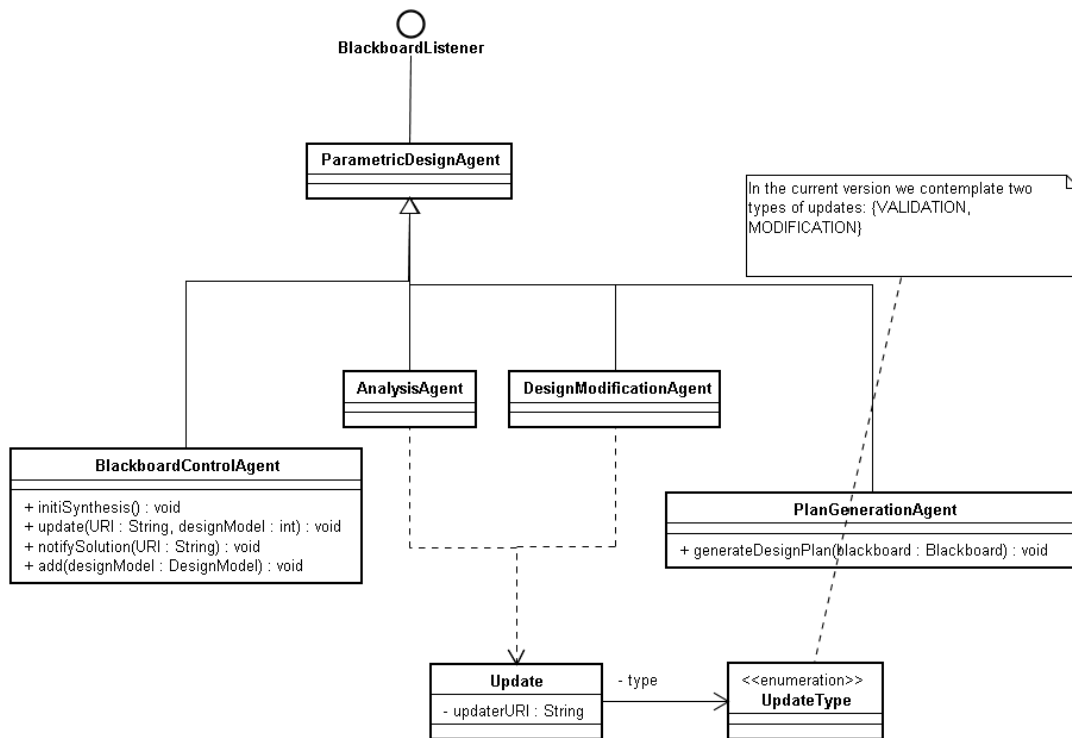 BlackboardListener
ParametricDesignAgent
In the current version we contemplate two
types of updates: {VALIDATION,
MODIFICATION}
AnalysisAgent
DesignModificationAgent
BlackboardControlAgent
+ initiSynthesis() : void
+ update(URI : String, designModel : int) : void
+ notifySolution(URI : String) : void
+ add(designModel : DesignModel) : void
PlanGenerationAgent
+ generateDesignPlan(blackboard : Blackboard) : void
Update
- updaterURI : String
- type
<<enumeration>>
UpdateType